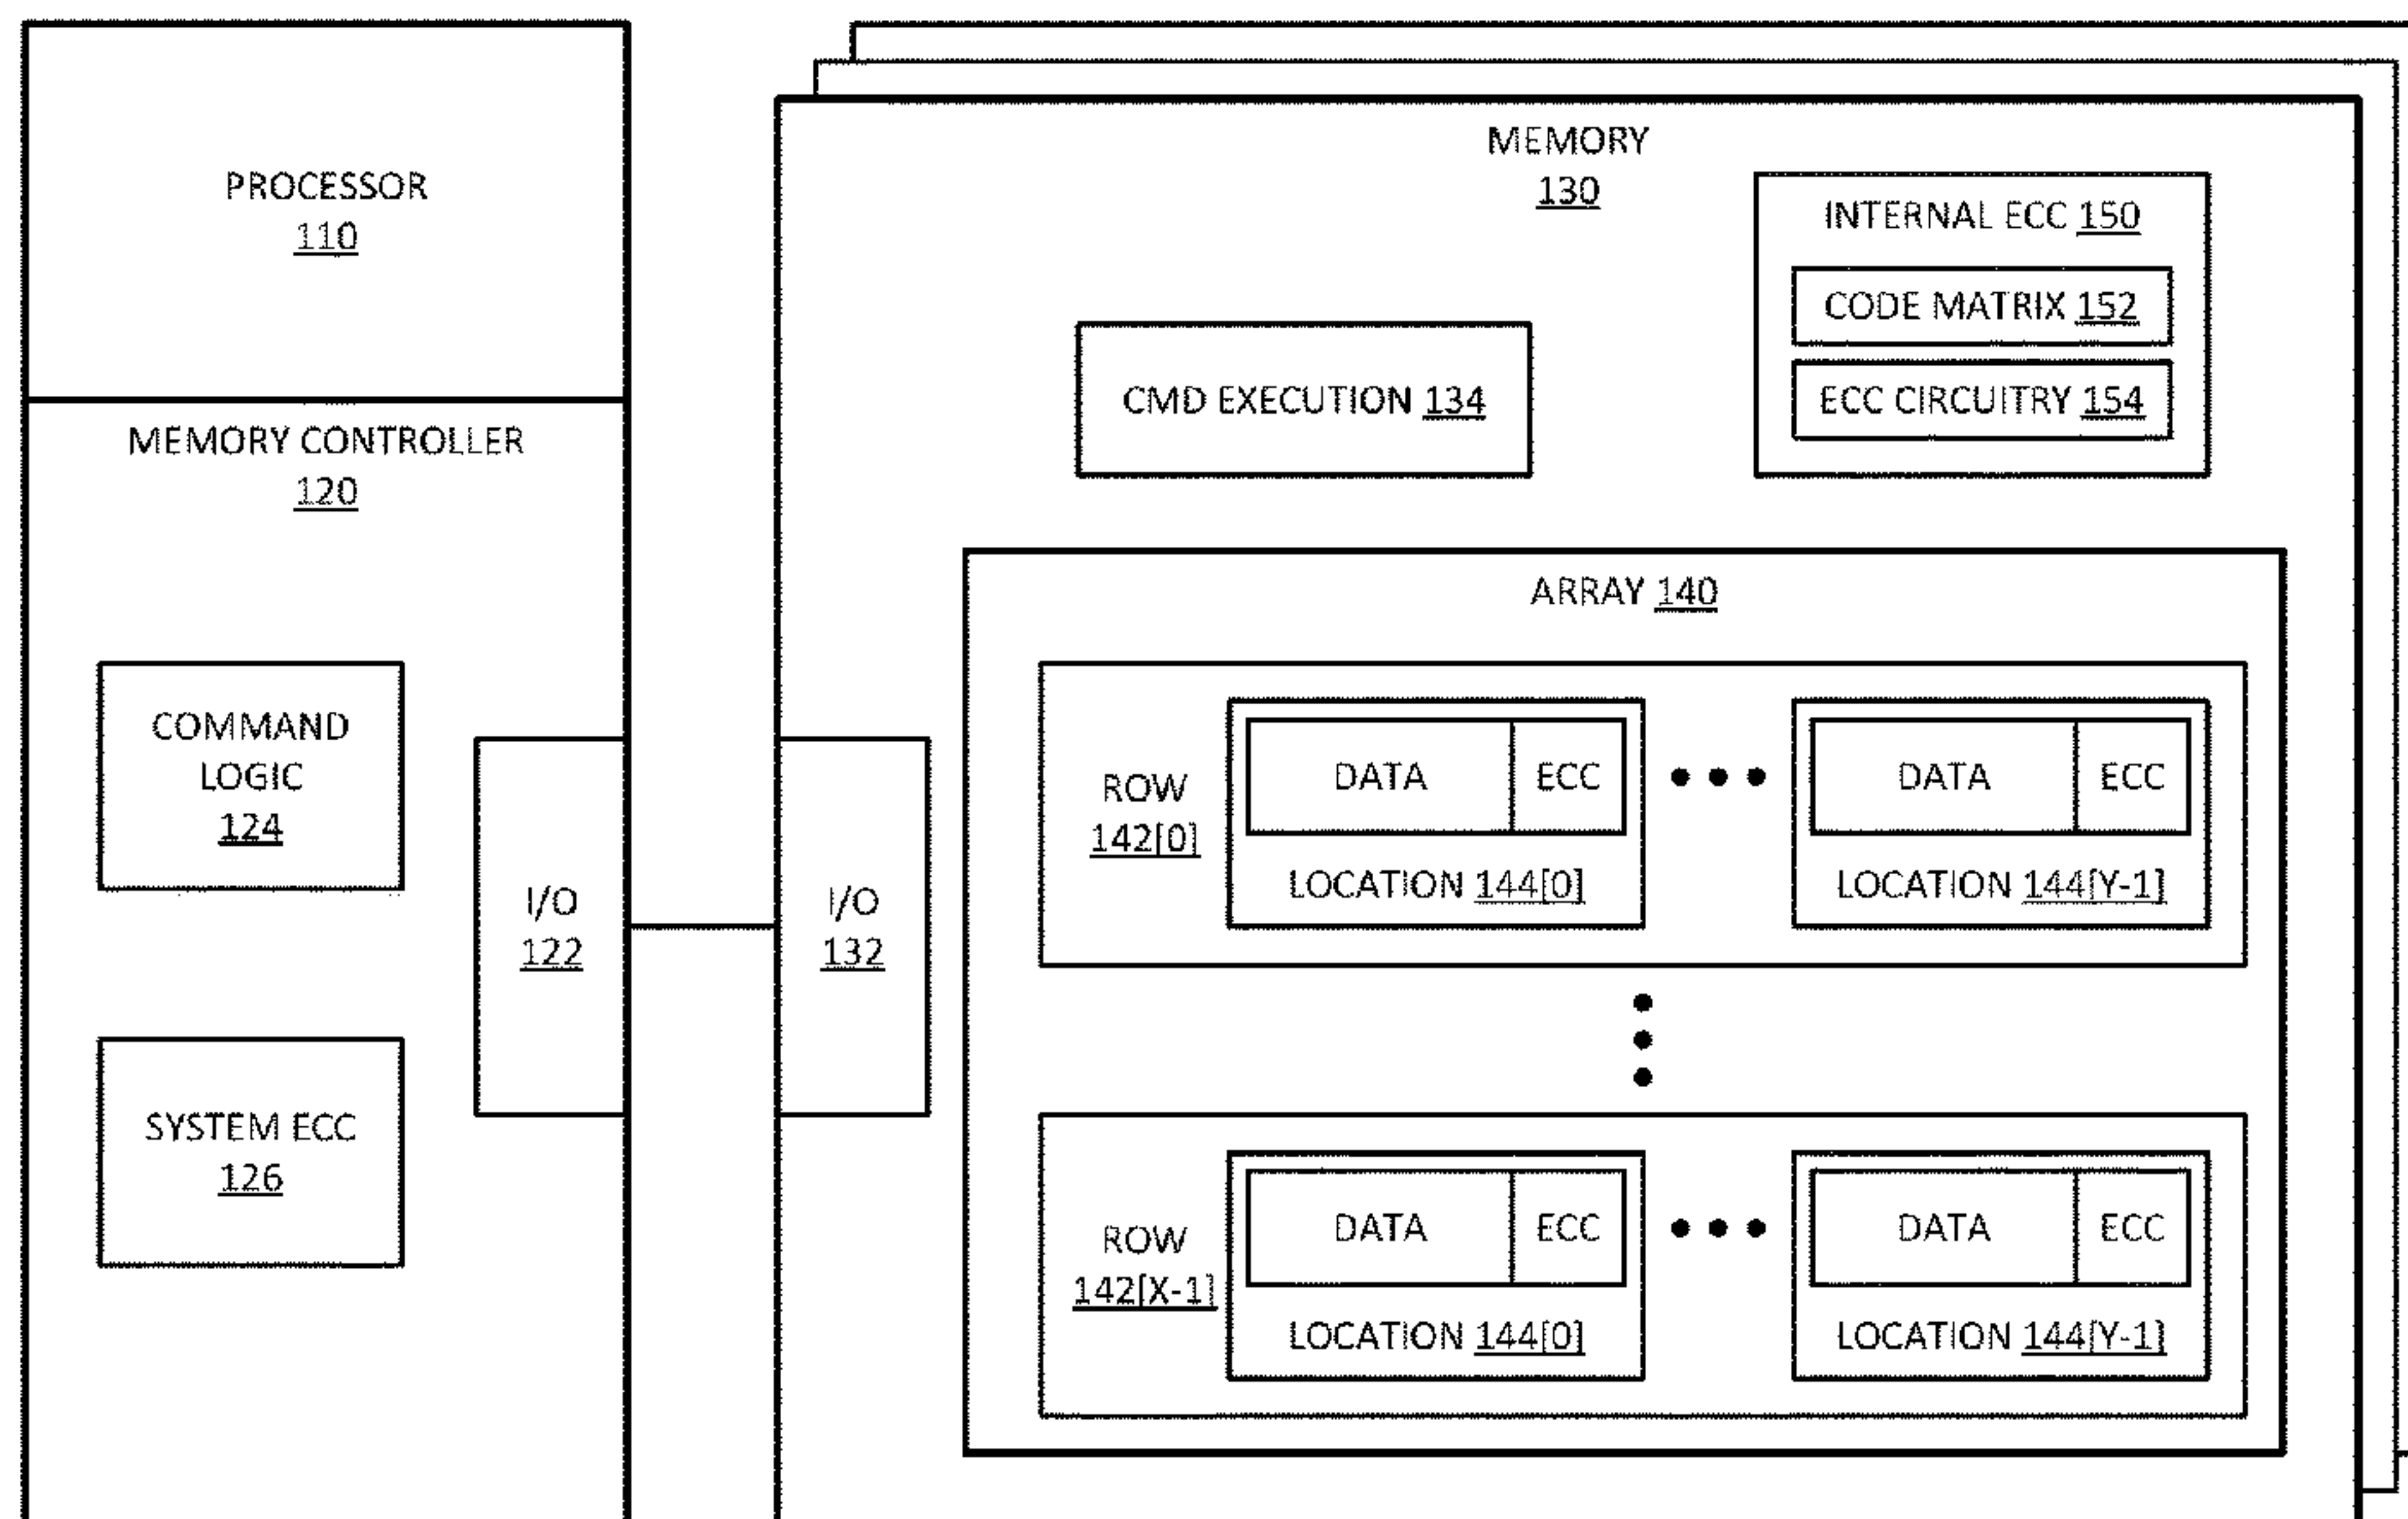 PROCESSOR
110
MEMORY CONTROLLER
120
COMMAND
LOGIC
124
SYSTEM ECC
126
I/O
122
I/O
132
MEMORY
130
INTERNAL ECC 150
CODE MATRIX 152
ECC CIRCUITRY 154
CMD EXECUTION 134
ARRAY 140
ROW
142[0]
DATA ECC
LOCATION 144[0]
DATA ECC
LOCATION 144[Y-1]
ROW
142[X-1]
DATA ECC
LOCATION 144[0]
DATA ECC
LOCATION 144[Y-1]